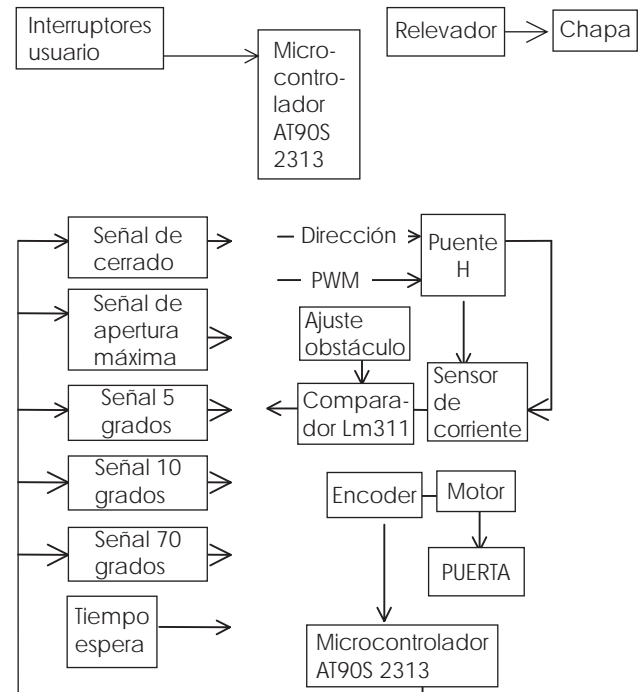 Interruptores
usuario
Micro-
contro-
lador
AT90S
2313
Relevador
Chapa
Señal de
cerrado
Dirección
Puente
H
PWM
Señal de
apertura
máxima
Ajuste
obstáculo
Señal 5
grados
Compara-
dor Lm311
Sensor
de
corriente
Señal 10
grados
Encoder
Motor
Señal 70
grados
PUERTA
Tiempo
espera
Microcontrolador
AT90S 2313